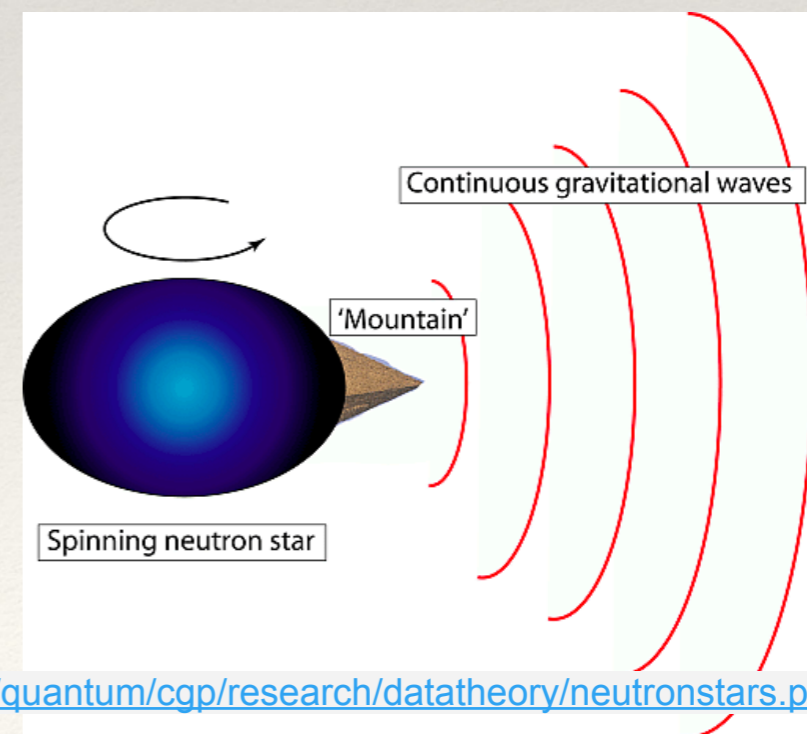 Continuous gravitational waves
'Mountain'
Spinning neutron star
/quantum/cgp/research/datatheory/neutronstars.p